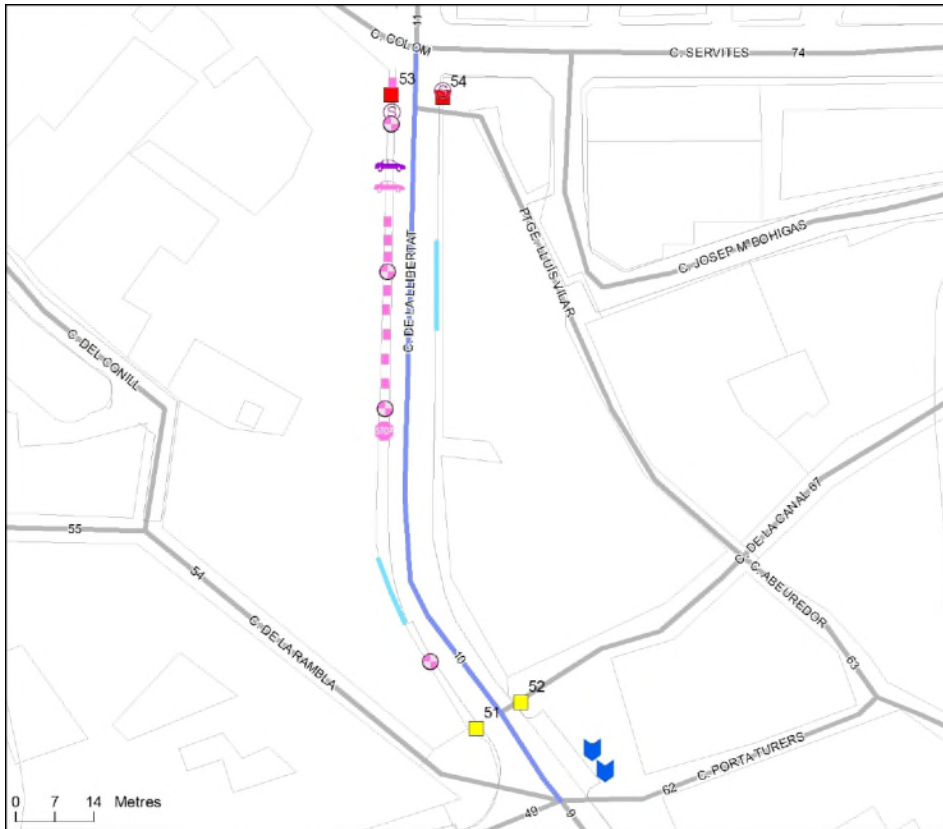 11
C. COLOM
C. SERVITES
74
53
54
C. DE LA LLIBERTAT
PTGE. LLUÍS VILAR
C. JOSEP Mª BOHIGAS
C. DEL CONILL
STOP
C. DE LA CANAL 67
55
54
C. ABEUREDOR
C. DE LA RAMBLA
10
63
52
51
C. PORTA TURERS
62
49
9
0 7 14 Metres